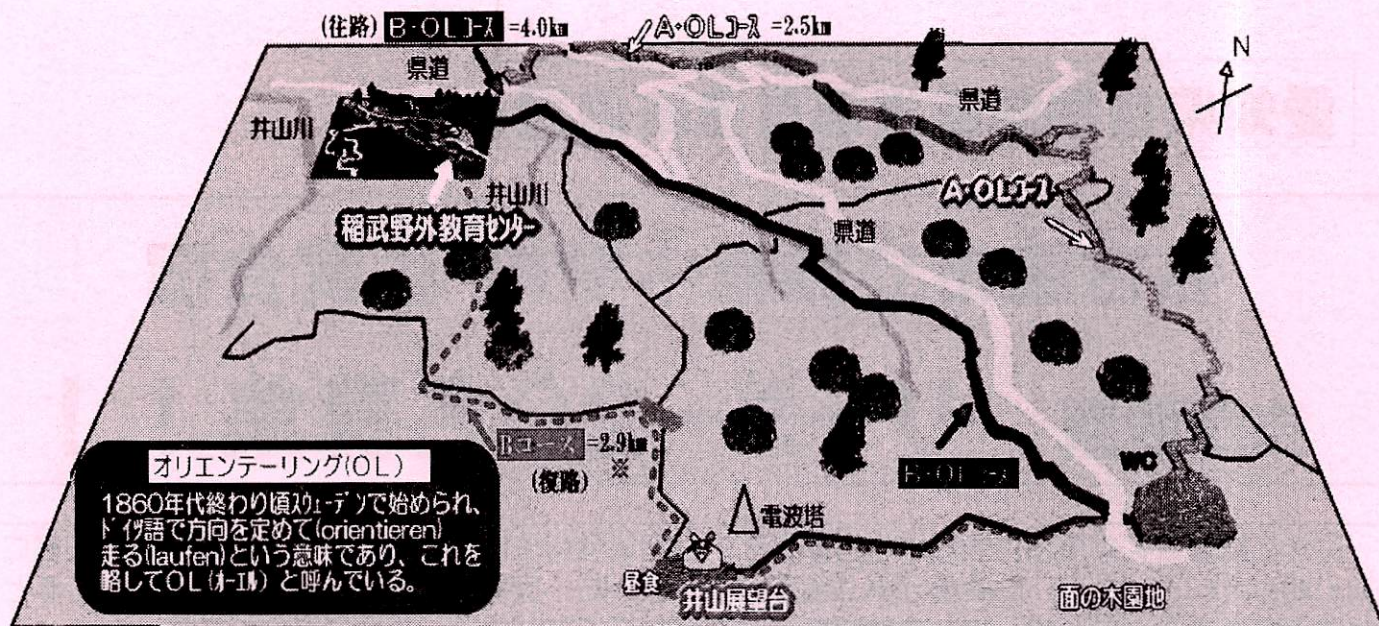 (往路) B・OLコース =4.0km
A・OLコース =2.5km
N
県道
県道
井山川
井山川
A・OLコース
稲武野外教育センター
県道
Bコース =2.9km
※
(復路)
B・OLコース
WC
電波塔
オリエンテーリング(OL)
1860年代終わり頃スウェーデンで始められ、
ドイツ語で方向を定めて(orientieren)
走る(laufen)という意味であり、これを
略してOL(オーエル)と呼んでいる。
昼食
井山展望台
面の木園地